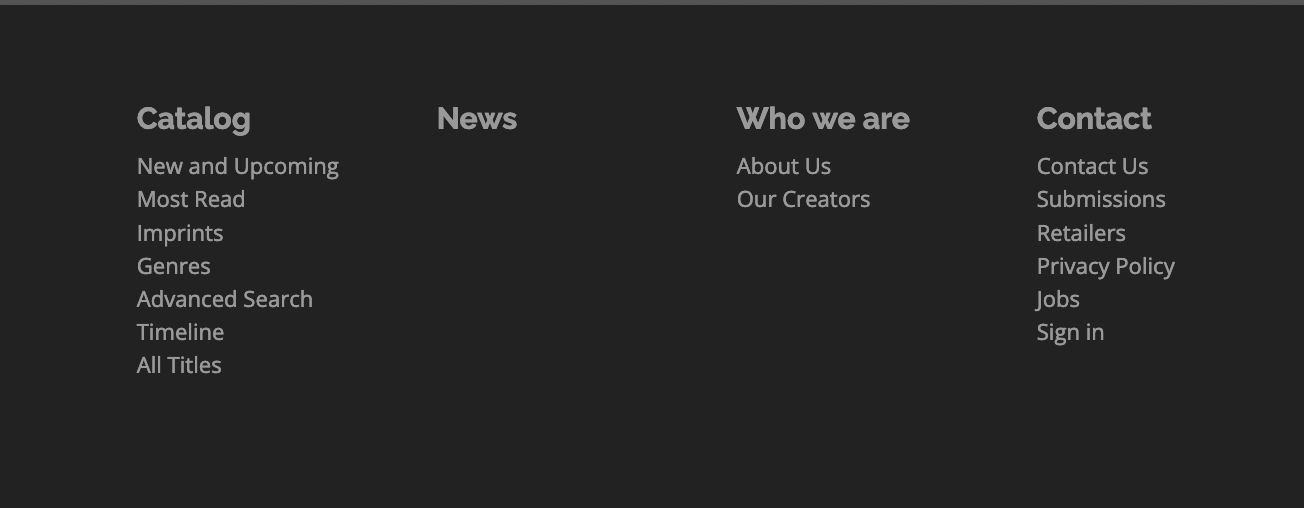 Catalog
New and Upcoming
Most Read
Imprints
Genres
Advanced Search
Timeline
All Titles
News
Who we are
About Us
Our Creators
Contact
Contact Us
Submissions
Retailers
Privacy Policy
Jobs
Sign in